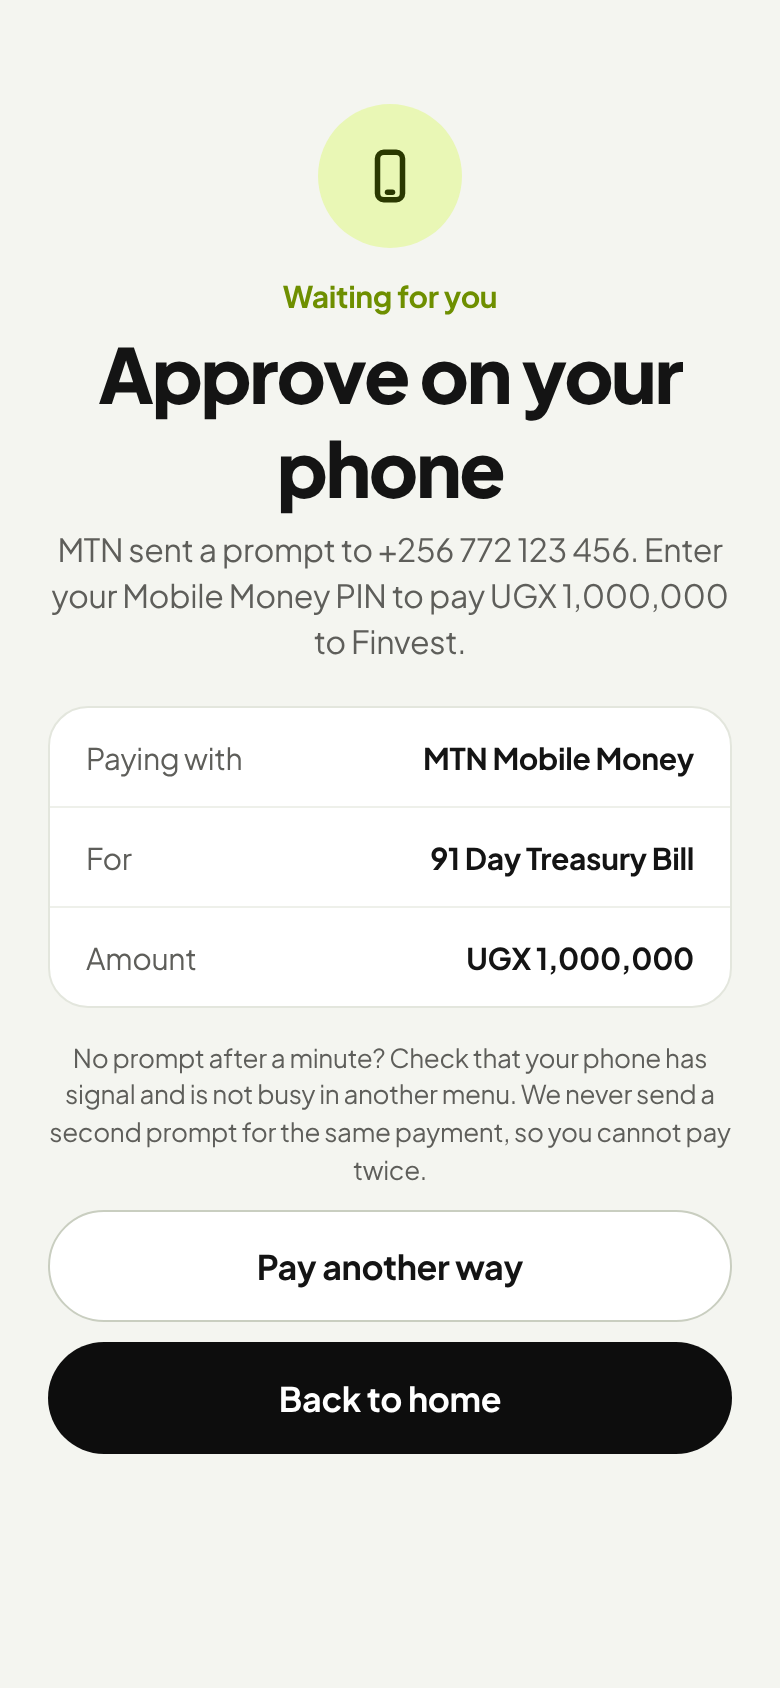 Waiting for you
Approve on your
phone
MTN sent a prompt to +256 772 123 456. Enter
your Mobile Money PIN to pay UGX 1,000,000
to Finvest.
Paying with MTN Mobile Money
For 91 Day Treasury Bill
Amount UGX 1,000,000
No prompt after a minute? Check that your phone has
signal and is not busy in another menu. We never send a
second prompt for the same payment, so you cannot pay
twice.
Pay another way
Back to home